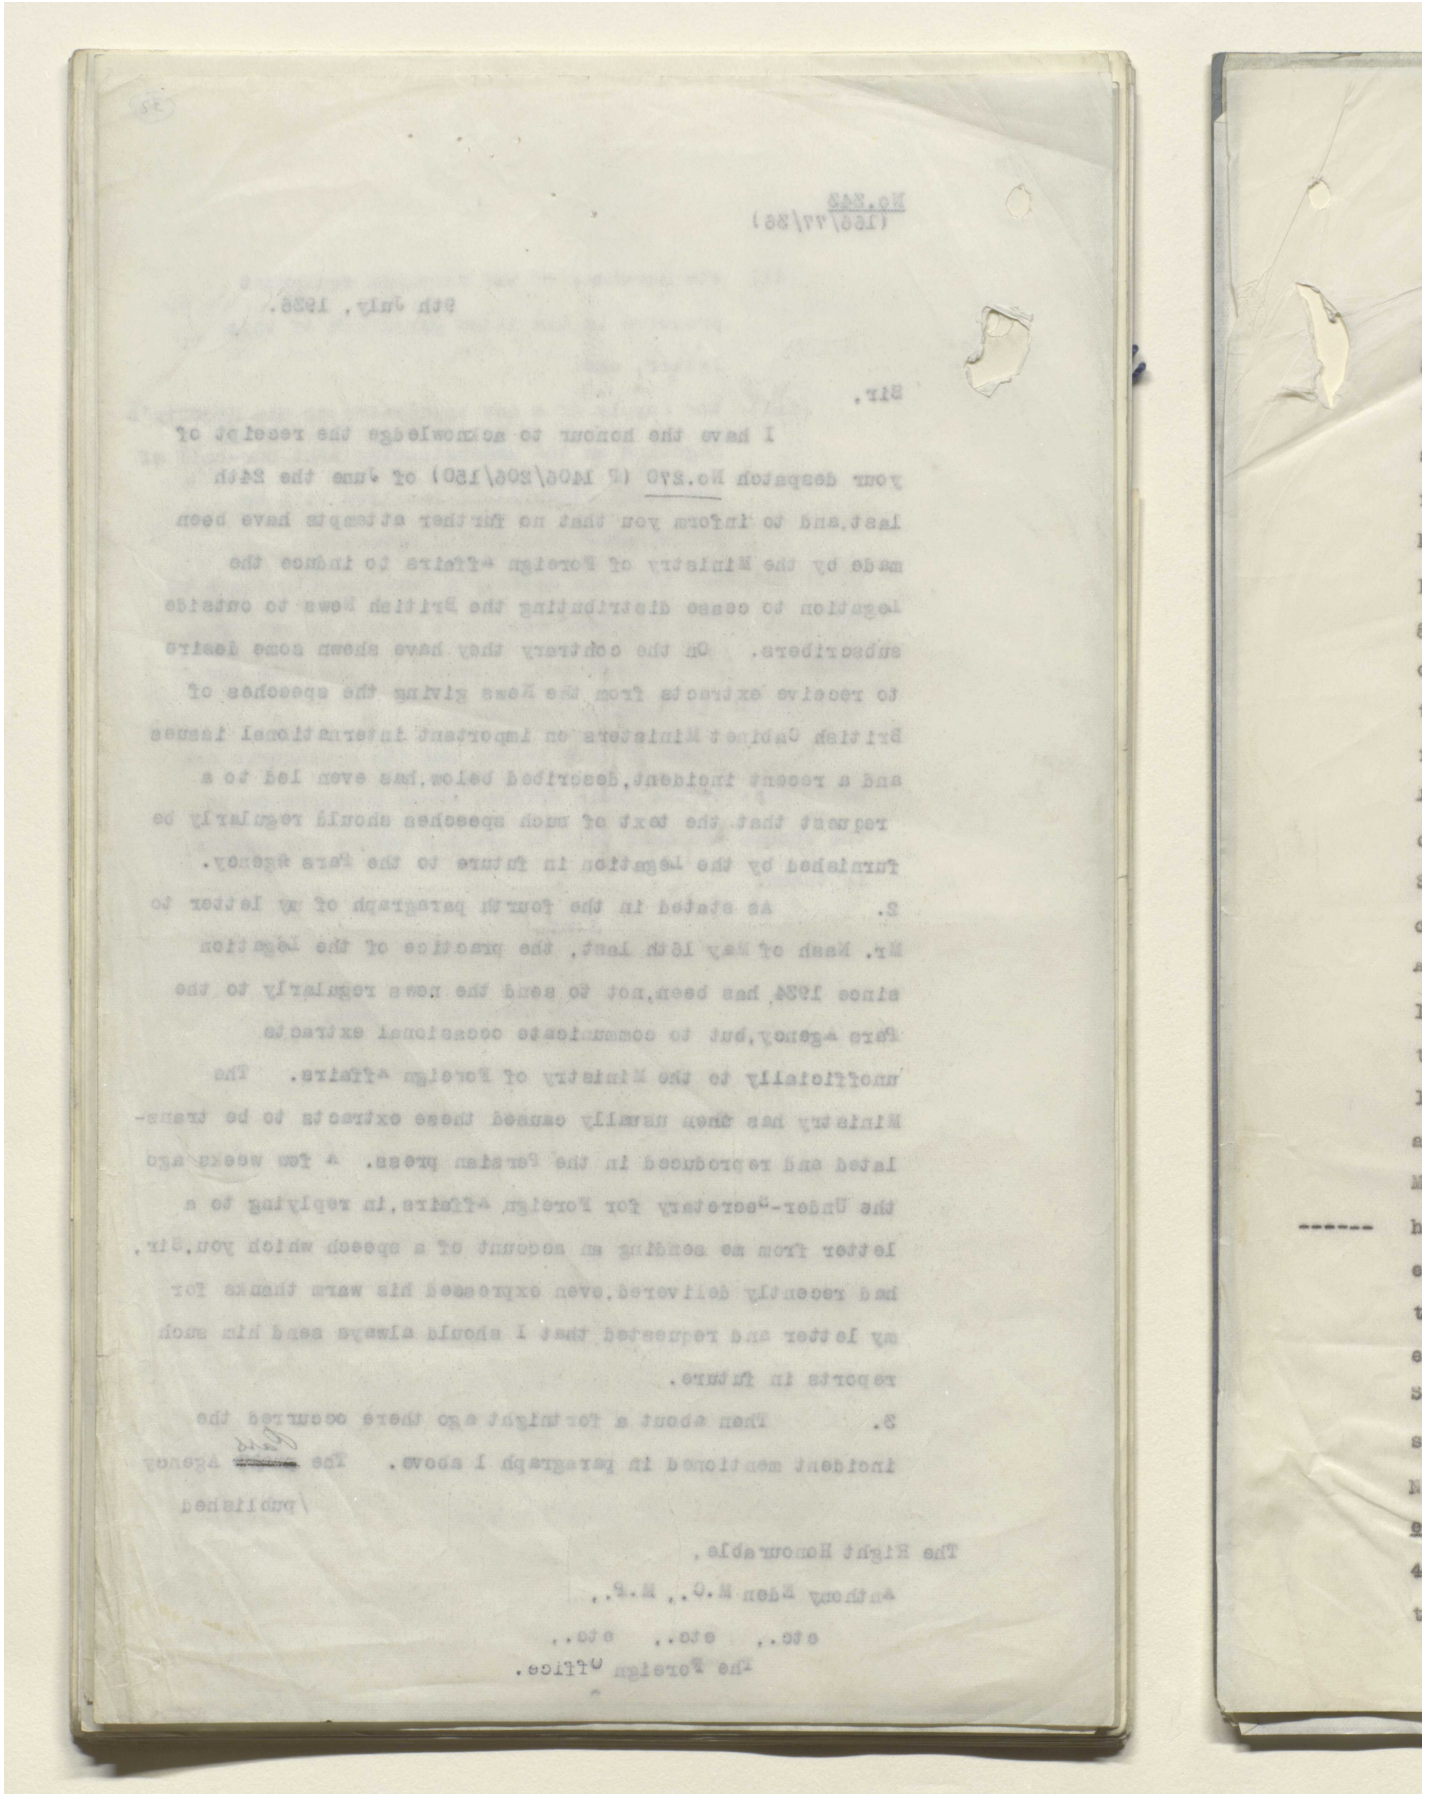 No.243
(166/77/36)
9th July, 1936.
Sir,
I have the honour to acknowledge the receipt of
your despatch No.270 (P 1406/206/150) of June the 24th
last,and to inform you that no further attempts have been
made by the Ministry of Foreign Affairs to induce the
Legation to cease distributing the British News to outside
subscribers. On the contrary they have shewn some desire
to receive extracts from the News giving the speeches of
British Cabinet Ministers on important international issues
and a recent incident,described below,has even led to a
request that the text of such speeches should regularly be
furnished by the Legation in future to the Pars Agency.
2. As stated in the fourth paragraph of my letter to
Mr. Nash of May 16th last, the practice of the Legation
since 1934 has been,not to send the news regularly to the
Pars Agency,but to communicate occasional extracts
unofficially to the Ministry of Foreign Affairs. The
Ministry has then usually caused these extracts to be trans-
lated and reproduced in the Persian press. A few weeks ago
the Under-Secretary for Foreign Affairs,in replying to a
letter from me sending an account of a speech which you,Sir,
had recently delivered,even expressed his warm thanks for
my letter and requested that I should always send him such
reports in future.
3. Then about a fortnight ago there occurred the
incident mentioned in paragraph 1 above. The Pars Agency
/published
The Right Honourable,
Anthony Eden M.C., M.P.,
etc., etc., etc.,
The Foreign Office.
------